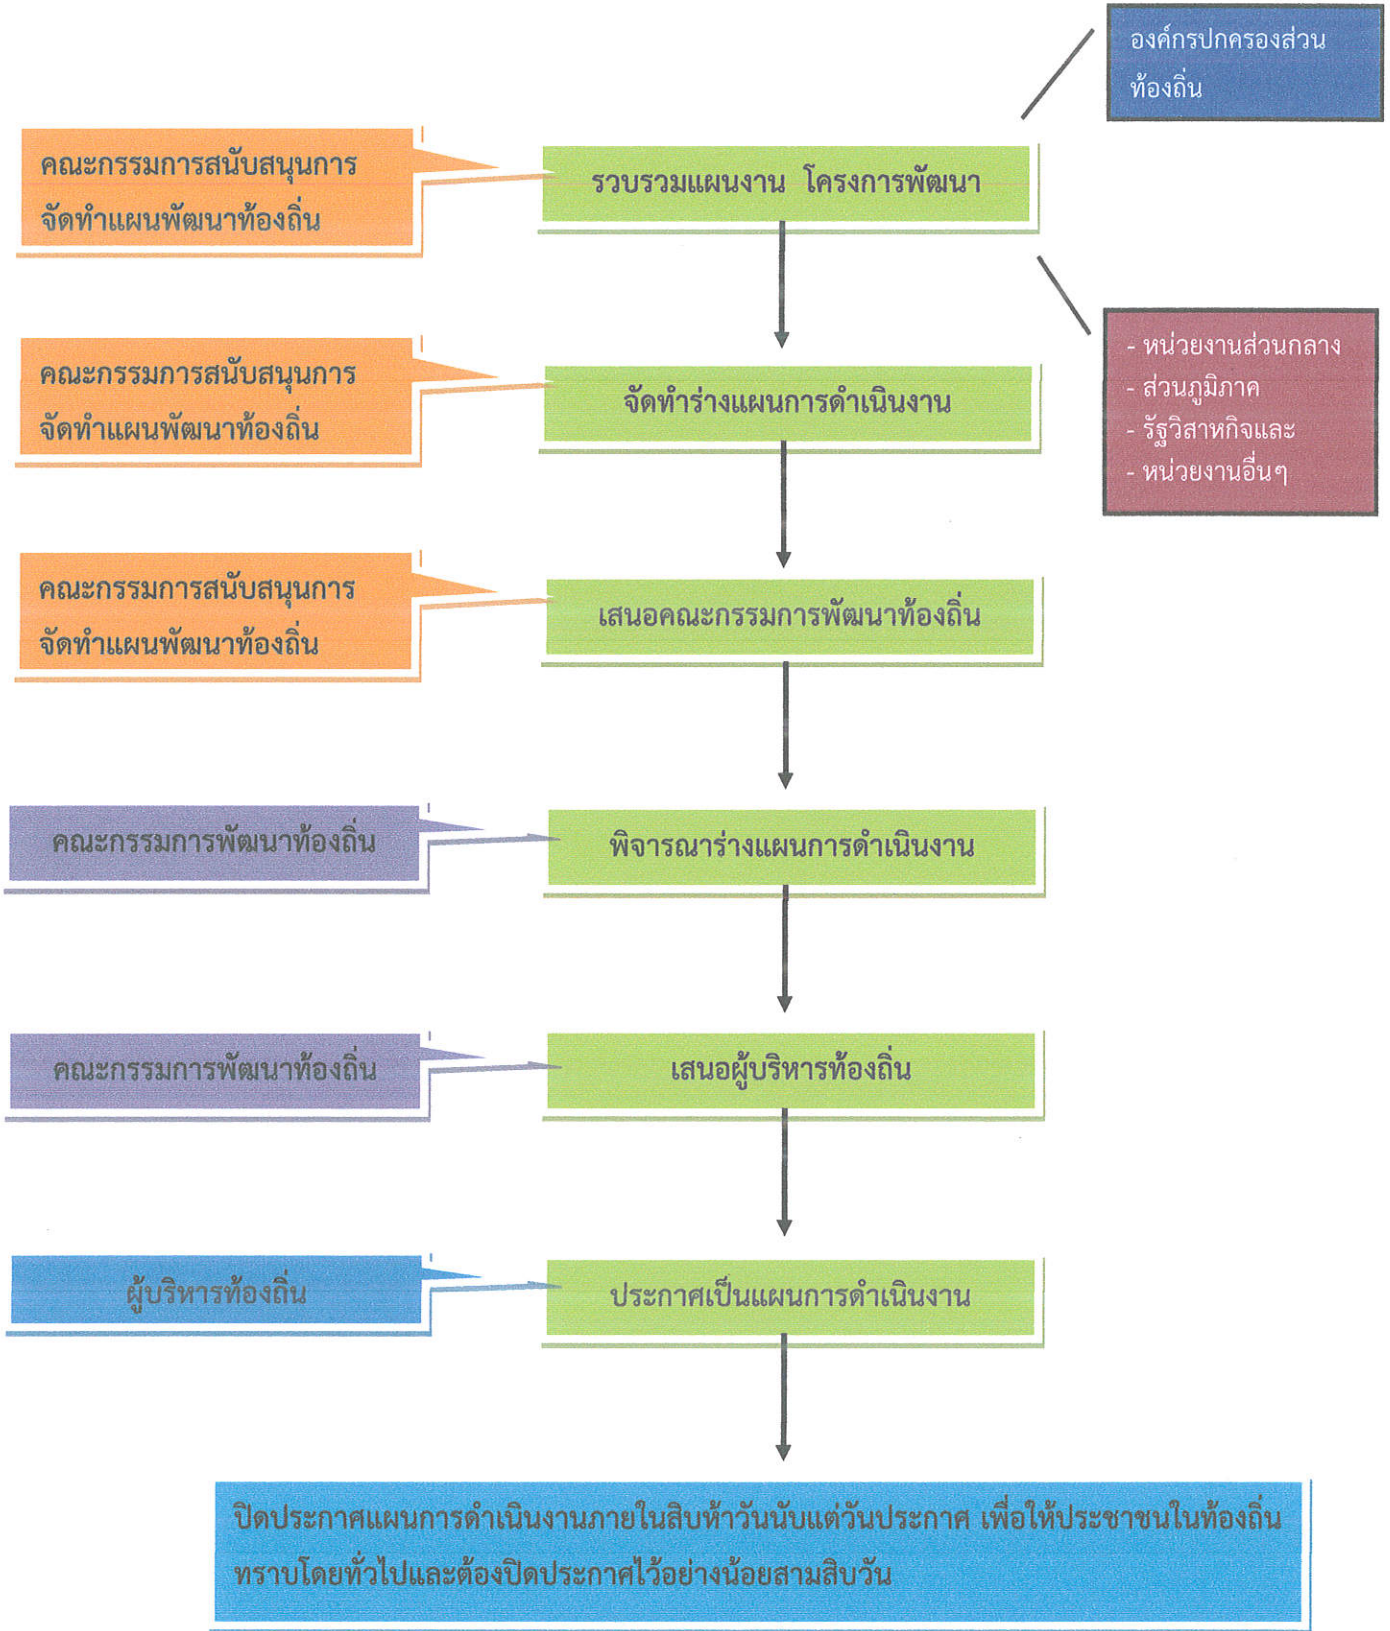 องค์กรปกครองส่วน
ท้องถิ่น
คณะกรรมการสนับสนุนการ
จัดทำแผนพัฒนาท้องถิ่น
รวบรวมแผนงาน โครงการพัฒนา
- หน่วยงานส่วนกลาง
- ส่วนภูมิภาค
- รัฐวิสาหกิจและ
- หน่วยงานอื่นๆ
คณะกรรมการสนับสนุนการ
จัดทำแผนพัฒนาท้องถิ่น
จัดทำร่างแผนการดำเนินงาน
คณะกรรมการสนับสนุนการ
จัดทำแผนพัฒนาท้องถิ่น
เสนอคณะกรรมการพัฒนาท้องถิ่น
คณะกรรมการพัฒนาท้องถิ่น
พิจารณาร่างแผนการดำเนินงาน
คณะกรรมการพัฒนาท้องถิ่น
เสนอผู้บริหารท้องถิ่น
ผู้บริหารท้องถิ่น
ประกาศเป็นแผนการดำเนินงาน
ปิดประกาศแผนการดำเนินงานภายในสิบห้าวันนับแต่วันประกาศ เพื่อให้ประชาชนในท้องถิ่น
ทราบโดยทั่วไปและต้องปิดประกาศไว้อย่างน้อยสามสิบวัน